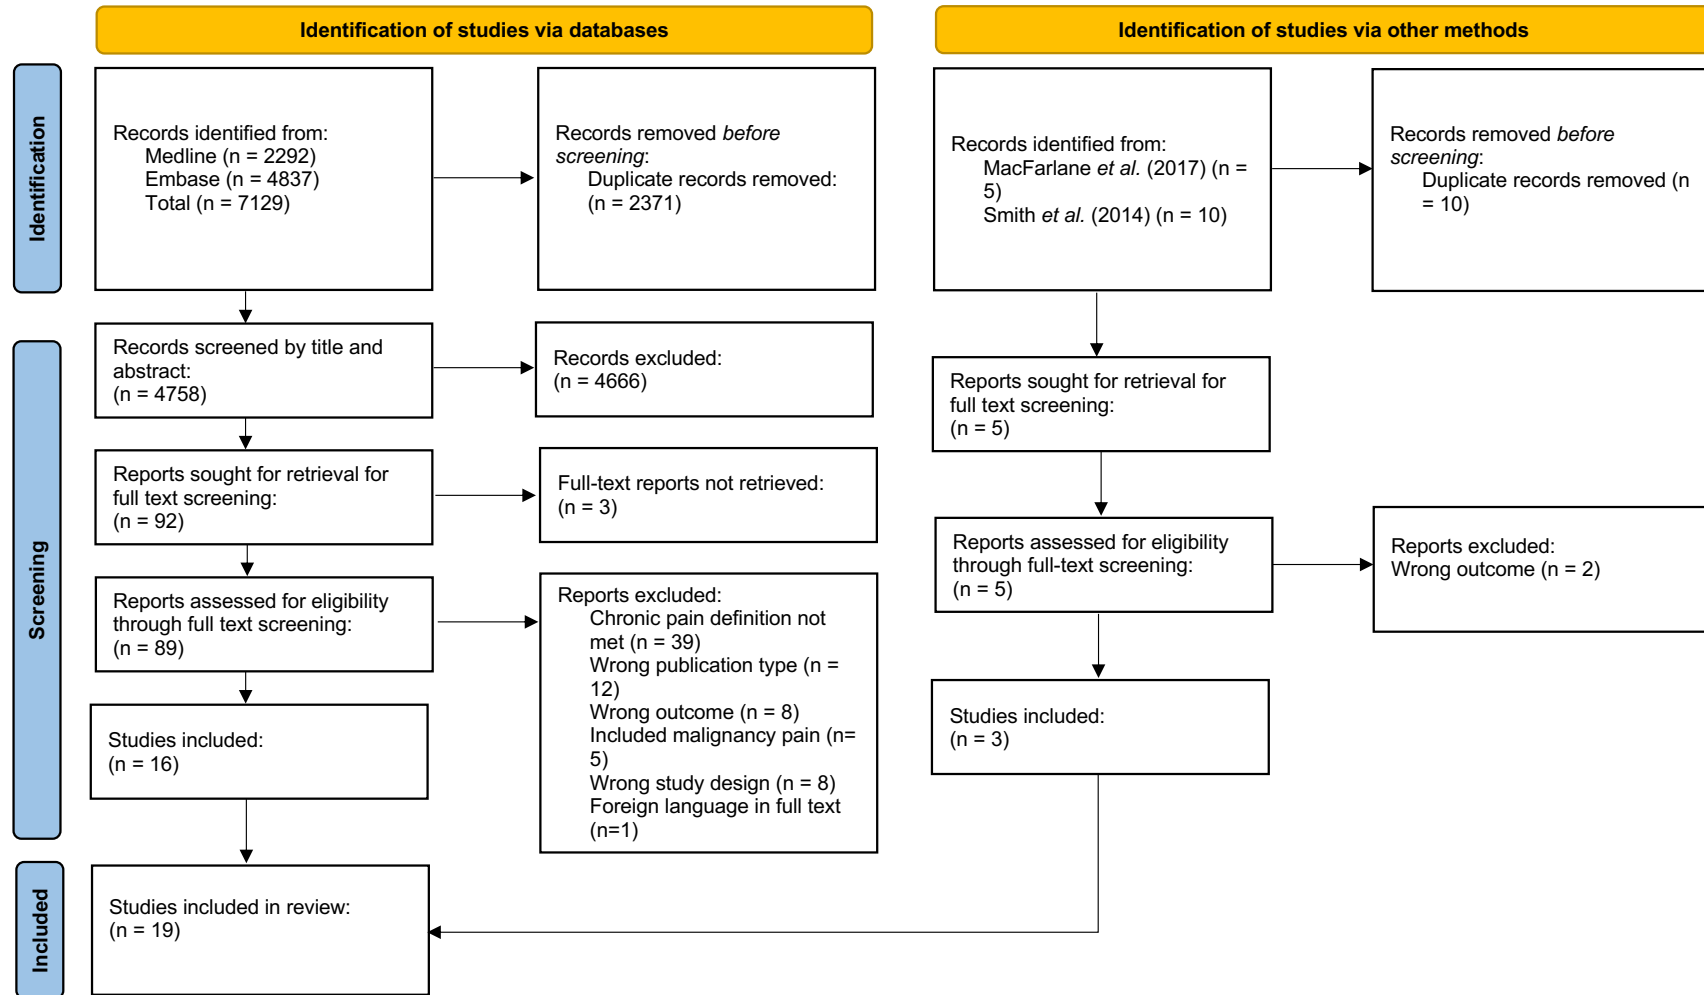 Identification of studies via databases
Identification of studies via other methods
Identification
Records identified from:
Medline (n = 2292)
Embase (n = 4837)
Total (n = 7129)
Records removed before
screening:
Duplicate records removed:
(n = 2371)
Records identified from:
MacFarlane et al. (2017) (n =
5)
Smith et al. (2014) (n = 10)
Records removed before
screening:
Duplicate records removed (n
= 10)
Screening
Records screened by title and
abstract:
(n = 4758)
Records excluded:
(n = 4666)
Reports sought for retrieval for
full text screening:
(n = 92)
Full-text reports not retrieved:
(n = 3)
Reports assessed for eligibility
through full text screening:
(n = 89)
Reports excluded:
Chronic pain definition not
met (n = 39)
Wrong publication type (n =
12)
Wrong outcome (n = 8)
Included malignancy pain (n=
5)
Wrong study design (n = 8)
Foreign language in full text
(n=1)
Studies included:
(n = 16)
Reports sought for retrieval for
full text screening:
(n = 5)
Reports assessed for eligibility
through full-text screening:
(n = 5)
Reports excluded:
Wrong outcome (n = 2)
Studies included:
(n = 3)
Included
Studies included in review:
(n = 19)